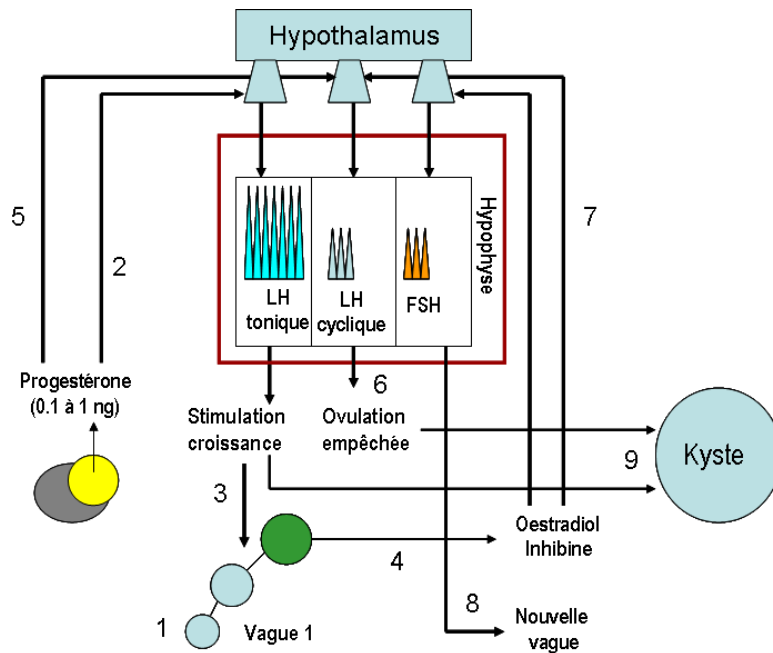 Hypothalamus
Hypophyse
LH
tonique
LH
cyclique
FSH
5
2
7
Progestérone
(0.1 à 1 ng)
6
Stimulation
croissance
Ovulation
empêchée
Kyste
9
3
Oestradiol
Inhibine
4
1
Vague 1
8
Nouvelle
vague